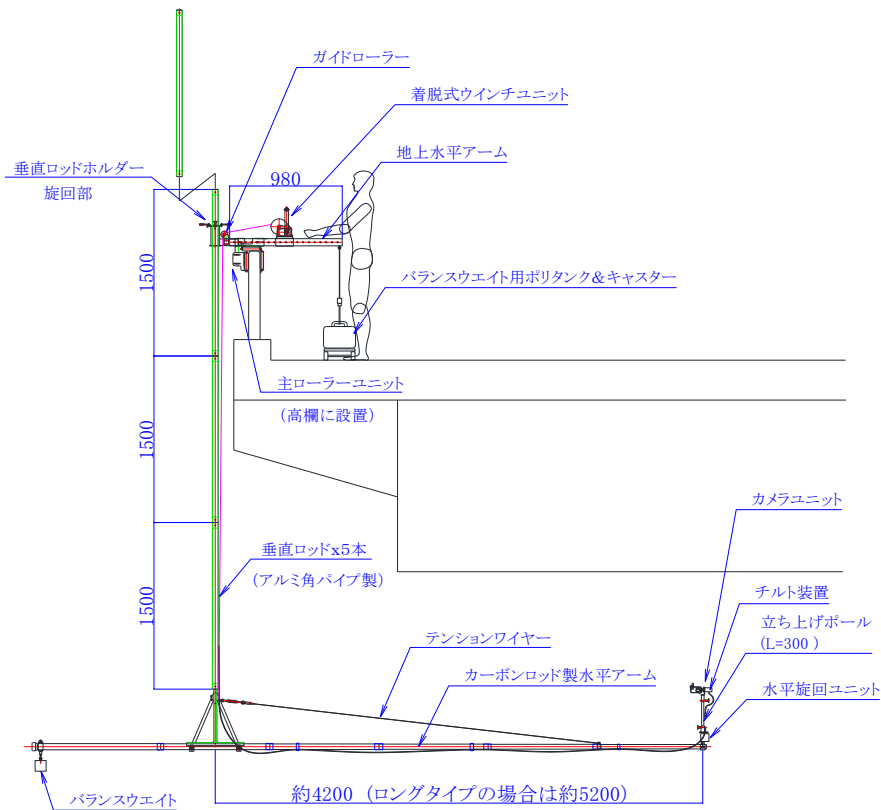 ガイドローラー
着脱式ウインチユニット
地上水平アーム
垂直ロッドホルダー
旋回部
980
1500
バランスウエイト用ポリタンク&キャスター
主ローラーユニット
(高欄に設置)
1500
カメラユニット
垂直ロッドx5本
(アルミ角パイプ製)
チルト装置
1500
立ち上げポール
(L=300 )
テンションワイヤー
カーボンロッド製水平アーム
水平旋回ユニット
約4200 (ロングタイプの場合は約5200)
バランスウエイト